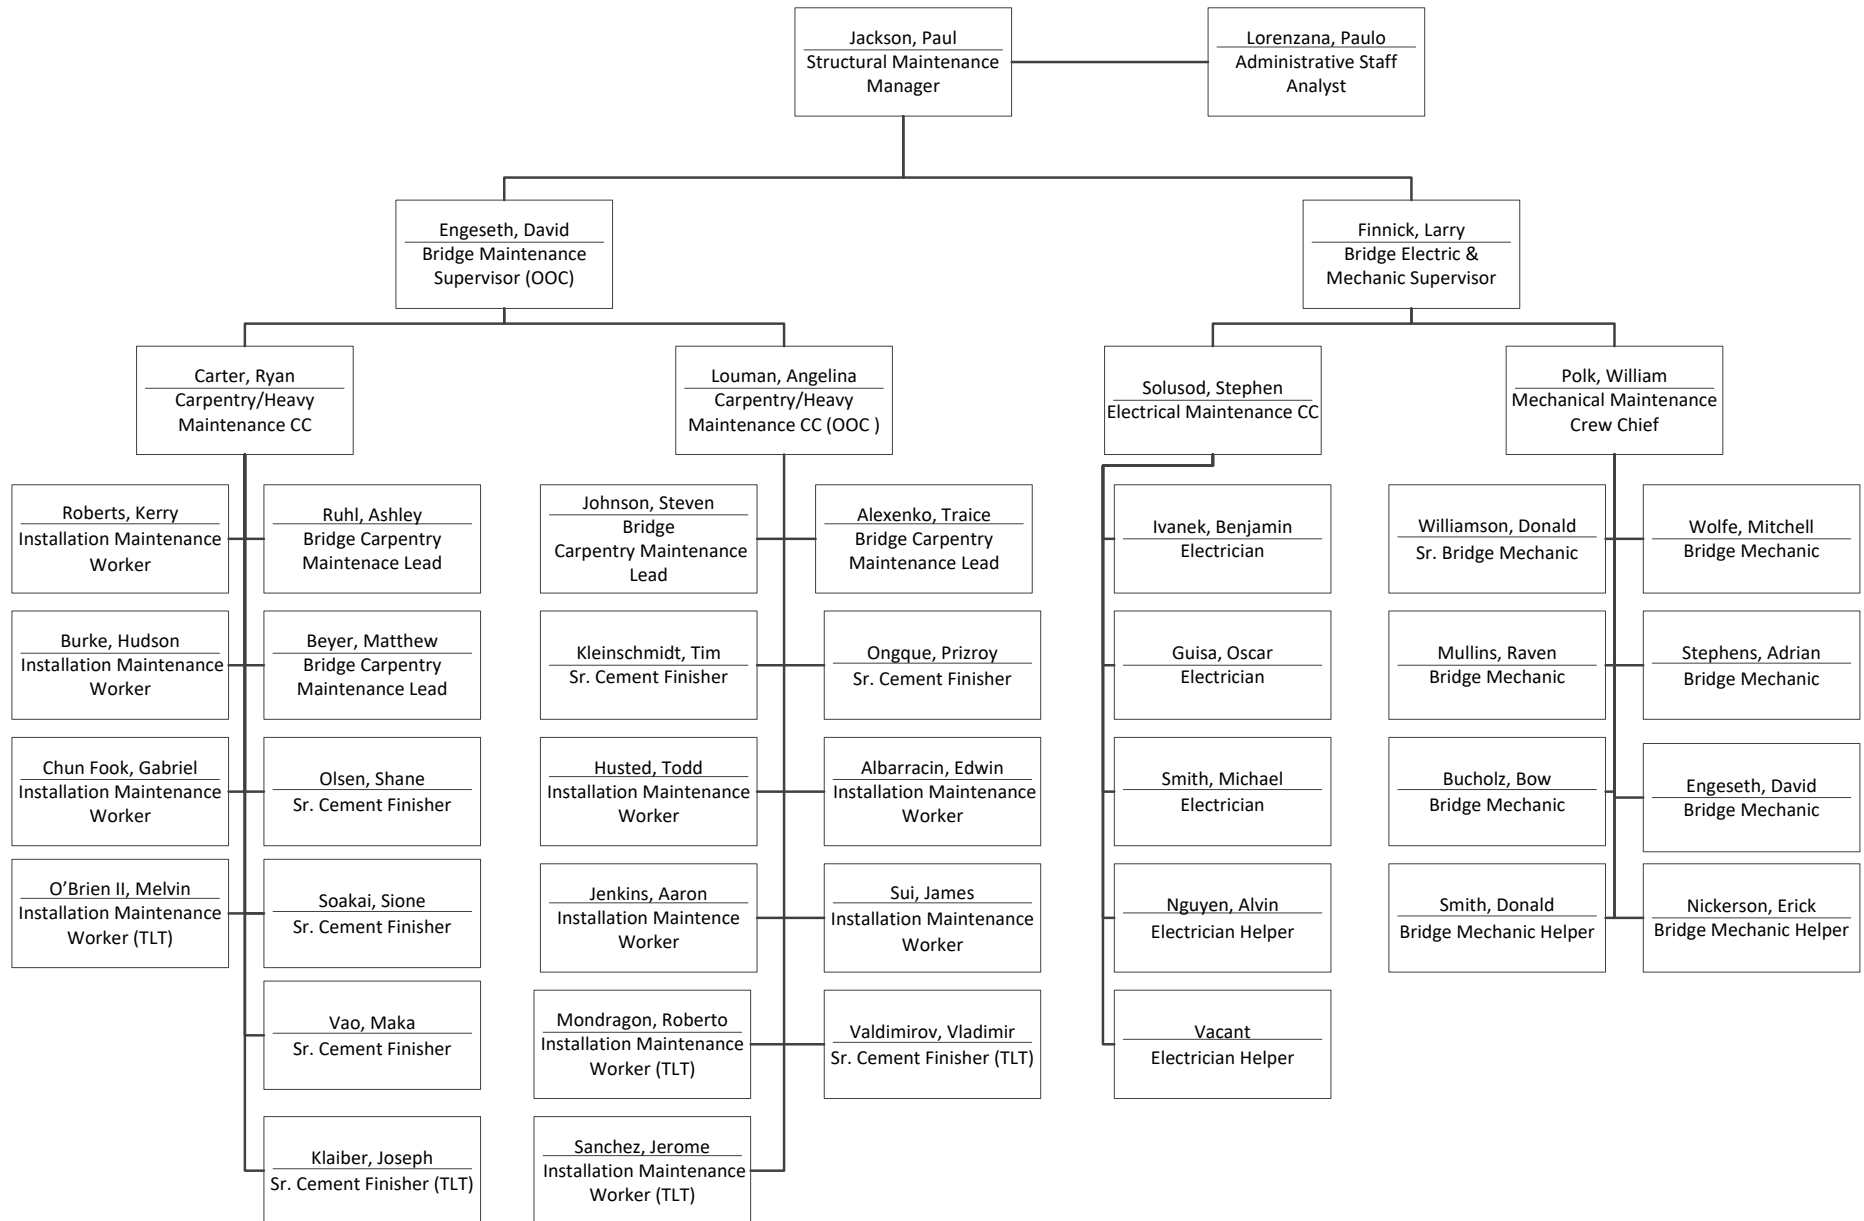 Jackson, Paul
Structural Maintenance
Manager
Lorenzana, Paulo
Administrative Staff
Analyst
Engeseth, David
Bridge Maintenance
Supervisor (OOC)
Finnick, Larry
Bridge Electric &
Mechanic Supervisor
Carter, Ryan
Carpentry/Heavy
Maintenance CC
Louman, Angelina
Carpentry/Heavy
Maintenance CC (OOC )
Solusod, Stephen
Electrical Maintenance CC
Polk, William
Mechanical Maintenance
Crew Chief
Roberts, Kerry
Installation Maintenance
Worker
Ruhl, Ashley
Bridge Carpentry
Maintenace Lead
Johnson, Steven
Bridge
Carpentry Maintenance
Lead
Alexenko, Traice
Bridge Carpentry
Maintenance Lead
Ivanek, Benjamin
Electrician
Williamson, Donald
Sr. Bridge Mechanic
Wolfe, Mitchell
Bridge Mechanic
Burke, Hudson
Installation Maintenance
Worker
Beyer, Matthew
Bridge Carpentry
Maintenance Lead
Kleinschmidt, Tim
Sr. Cement Finisher
Ongque, Prizroy
Sr. Cement Finisher
Guisa, Oscar
Electrician
Mullins, Raven
Bridge Mechanic
Stephens, Adrian
Bridge Mechanic
Chun Fook, Gabriel
Installation Maintenance
Worker
Olsen, Shane
Sr. Cement Finisher
Husted, Todd
Installation Maintenance
Worker
Albarracin, Edwin
Installation Maintenance
Worker
Smith, Michael
Electrician
Bucholz, Bow
Bridge Mechanic
Engeseth, David
Bridge Mechanic
O’Brien II, Melvin
Installation Maintenance
Worker (TLT)
Soakai, Sione
Sr. Cement Finisher
Jenkins, Aaron
Installation Maintence
Worker
Sui, James
Installation Maintenance
Worker
Nguyen, Alvin
Electrician Helper
Smith, Donald
Bridge Mechanic Helper
Nickerson, Erick
Bridge Mechanic Helper
Vao, Maka
Sr. Cement Finisher
Mondragon, Roberto
Installation Maintenance
Worker (TLT)
Valdimirov, Vladimir
Sr. Cement Finisher (TLT)
Vacant
Electrician Helper
Klaiber, Joseph
Sr. Cement Finisher (TLT)
Sanchez, Jerome
Installation Maintenance
Worker (TLT)